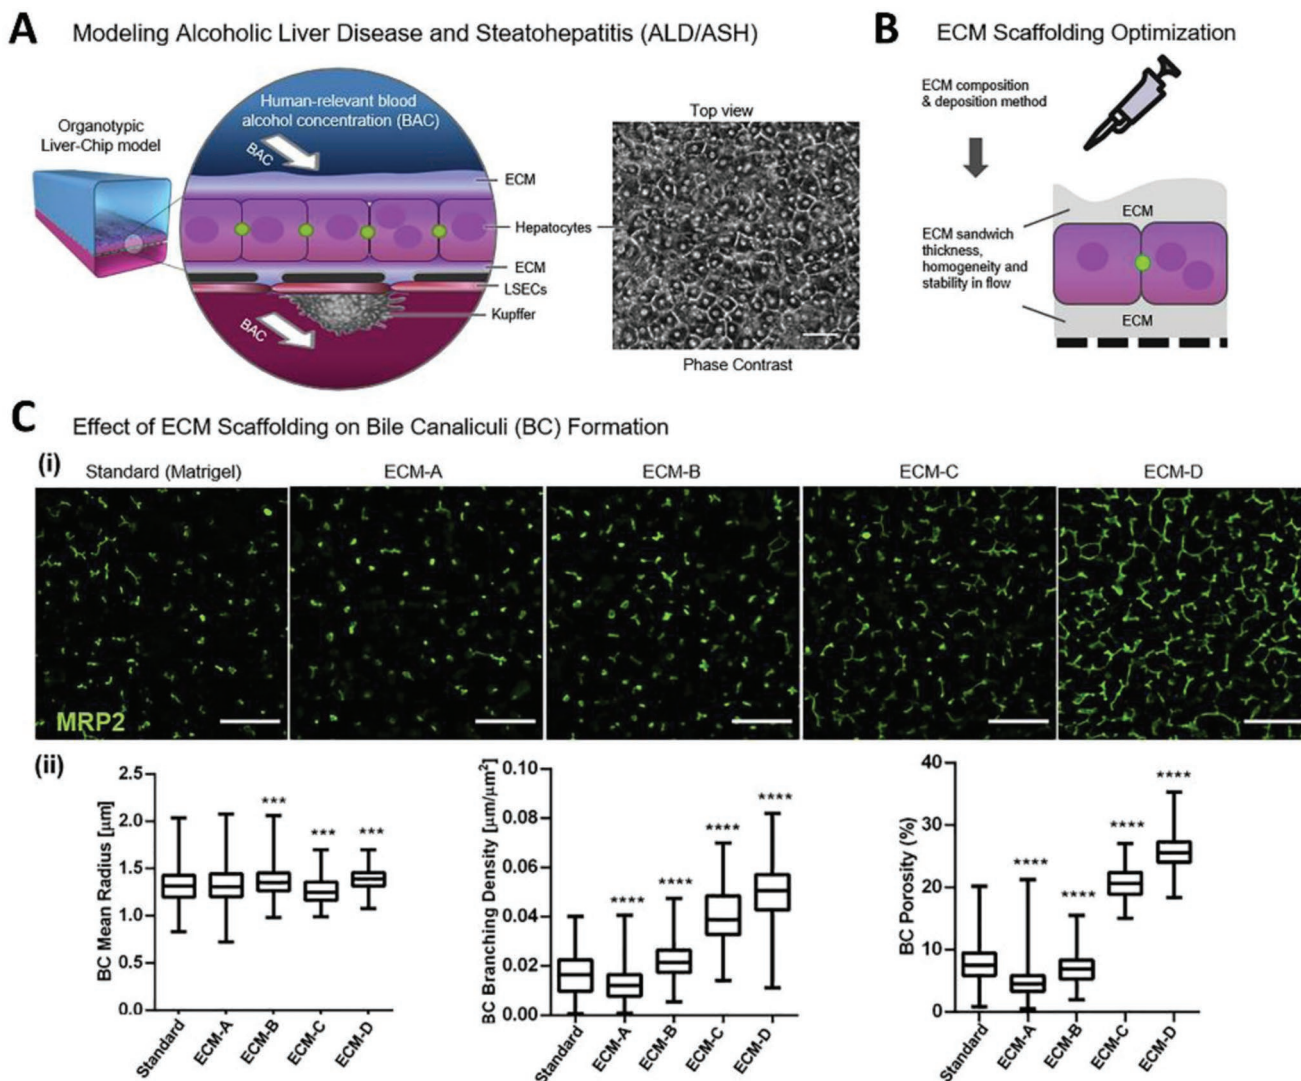 A Modeling Alcoholic Liver Disease and Steatohepatitis (ALD/ASH)
Organotypic
Liver-Chip model
Human-relevant blood
alcohol concentration (BAC)
BAC
ECM
Hepatocytes
ECM
LSECs
Kupffer
BAC
Top view
Phase Contrast
B ECM Scaffolding Optimization
ECM composition
& deposition method
ECM sandwich
thickness,
homogeneity and
stability in flow
ECM
ECM
C Effect of ECM Scaffolding on Bile Canaliculi (BC) Formation
(i)
Standard (Matrigel) ECM-A ECM-B ECM-C ECM-D
MRP2
(ii)
BC Mean Radius [µm]
2.5
2.0
1.5
1.0
0.5
0.0
*** *** ***
Standard ECM-A ECM-B ECM-C ECM-D
BC Branching Density [µm/µm²]
0.10
0.08
0.06
0.04
0.02
0.00
**** **** **** ****
Standard ECM-A ECM-B ECM-C ECM-D
BC Porosity (%)
40
30
20
10
0
**** **** **** ****
Standard ECM-A ECM-B ECM-C ECM-D